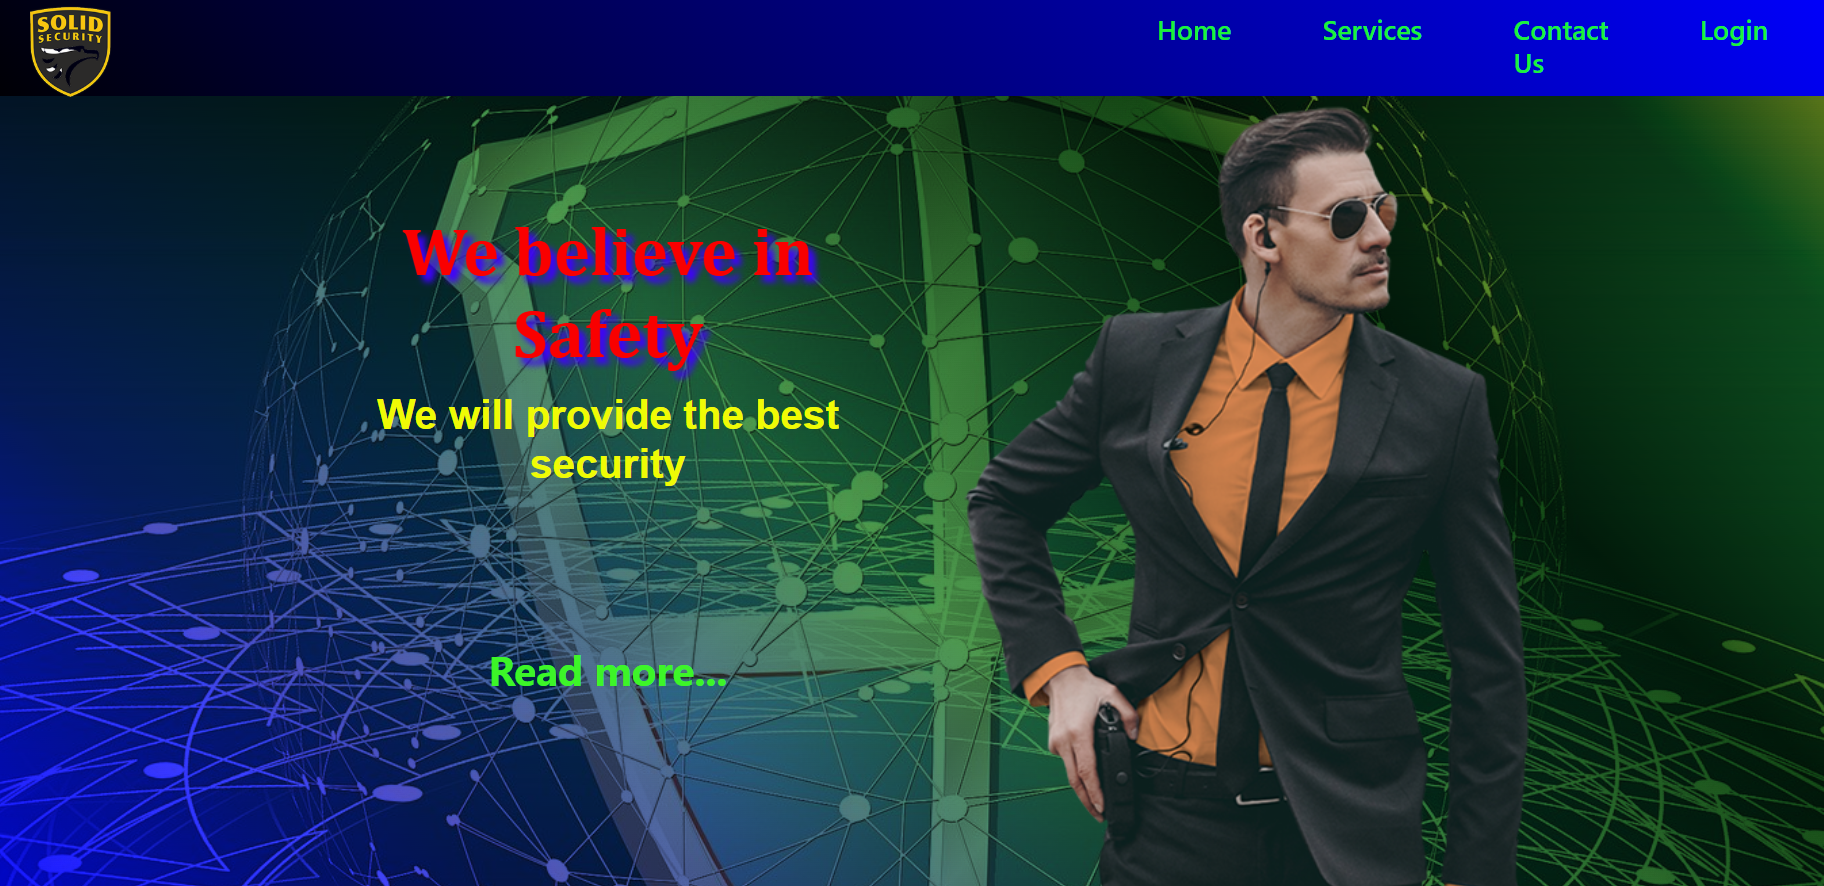 SOLID
SECURITY
Home
Services
Contact
Us
Login
We believe in
Safety
We will provide the best
security
Read more...